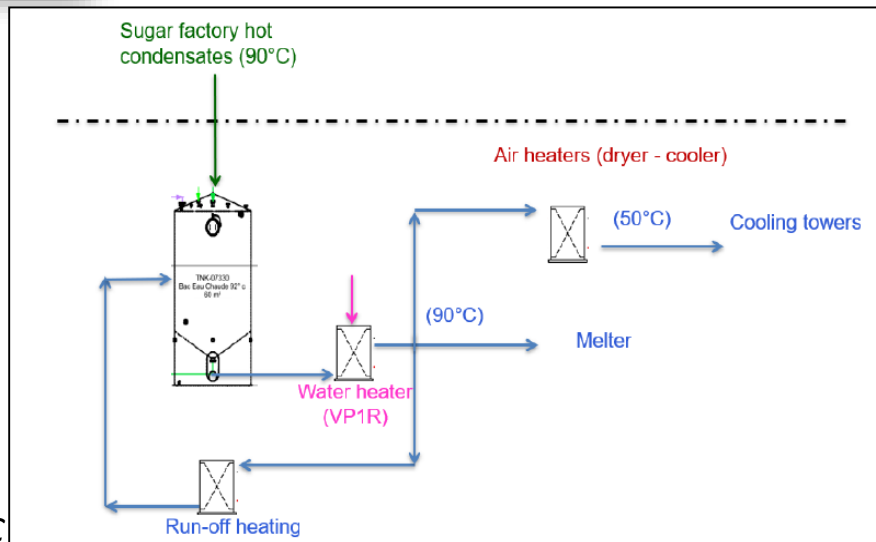 Sugar factory hot
condensates (90°C)
Air heaters (dryer - cooler)
(50°C)
Cooling towers
TNK-07330
Bac Eau Chaude 92° c
60 m³
(90°C)
Melter
Water heater
(VP1R)
Run-off heating
C